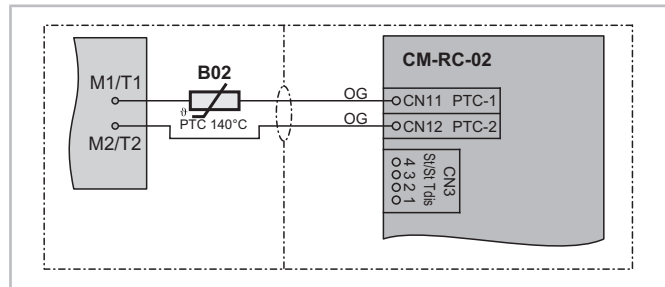 CM-RC-02
B02
M1/T1
OG
CN11 PTC-1
ϑ
PTC 140°C
OG
CN12 PTC-2
M2/T2
CN3
St/St Tdis
4 3 2 1